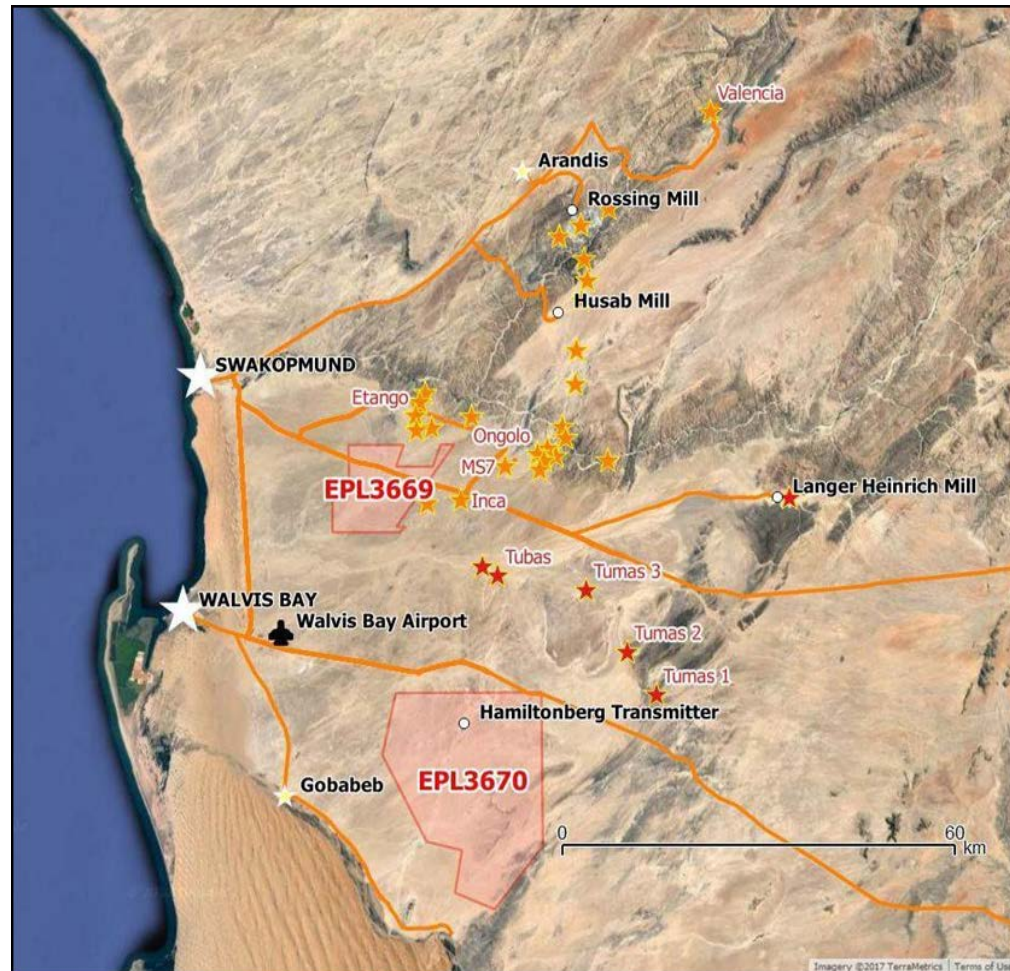 Valencia
Arandis
Rossing Mill
Husab Mill
SWAKOPMUND
Etango
Ongolo
MS7
EPL3669
Inca
Langer Heinrich Mill
Tubas
Tumas 3
WALVIS BAY
Walvis Bay Airport
Tumas 2
Tumas 1
Hamiltonberg Transmitter
EPL3670
Gobabeb
0 60
km
Imagery ©2017 TerraMetrics | Terms of Use